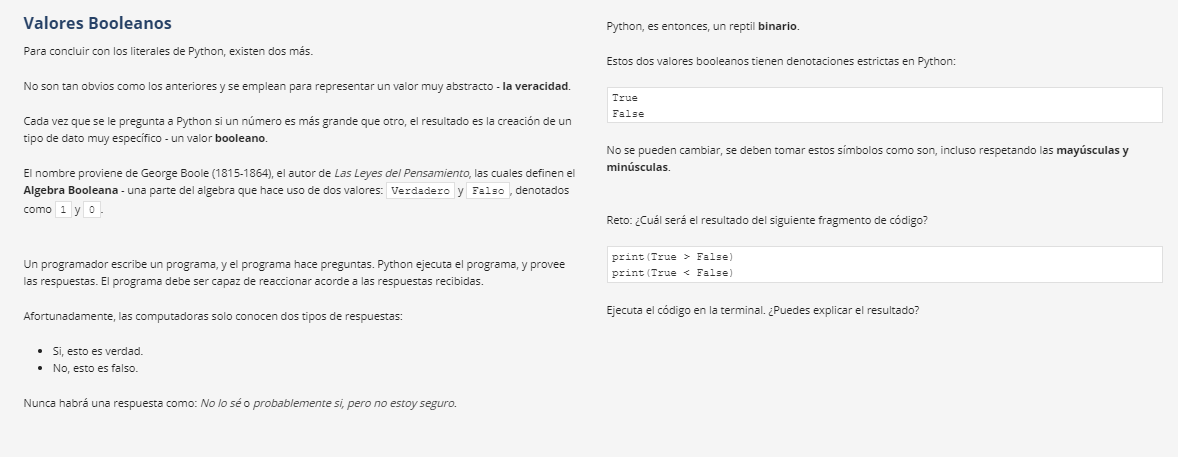 Valores Booleanos
Para concluir con los literales de Python, existen dos más.
No son tan obvios como los anteriores y se emplean para representar un valor muy abstracto - la veracidad.
Cada vez que se le pregunta a Python si un número es más grande que otro, el resultado es la creación de un
tipo de dato muy específico - un valor booleano.
El nombre proviene de George Boole (1815-1864), el autor de Las Leyes del Pensamiento, las cuales definen el
Algebra Booleana - una parte del algebra que hace uso de dos valores: Verdadero y Falso, denotados
como 1 y 0.
Un programador escribe un programa, y el programa hace preguntas. Python ejecuta el programa, y provee
las respuestas. El programa debe ser capaz de reaccionar acorde a las respuestas recibidas.
Afortunadamente, las computadoras solo conocen dos tipos de respuestas:
• Si, esto es verdad.
• No, esto es falso.
Nunca habrá una respuesta como: No lo sé o probablemente si, pero no estoy seguro.
Python, es entonces, un reptil binario.
Estos dos valores booleanos tienen denotaciones estrictas en Python:
True
False
No se pueden cambiar, se deben tomar estos símbolos como son, incluso respetando las mayúsculas y
minúsculas.
Reto: ¿Cuál será el resultado del siguiente fragmento de código?
print(True > False)
print(True < False)
Ejecuta el código en la terminal. ¿Puedes explicar el resultado?